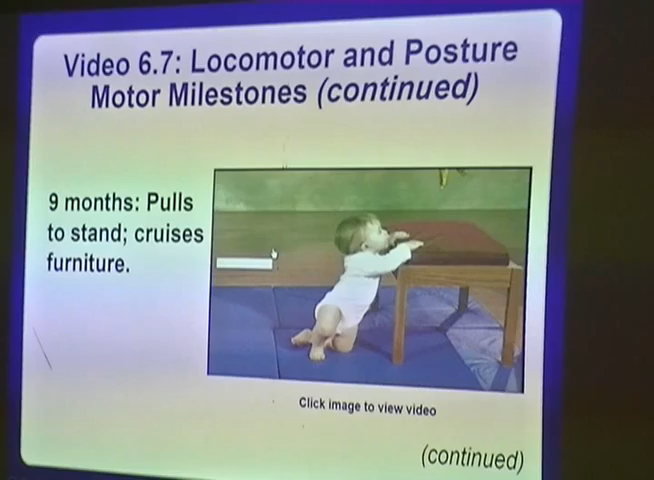 Video 6.7: Locomotor and Posture
Motor Milestones (continued)
9 months: Pulls
to stand; cruises
furniture.
Click image to view video
(continued)